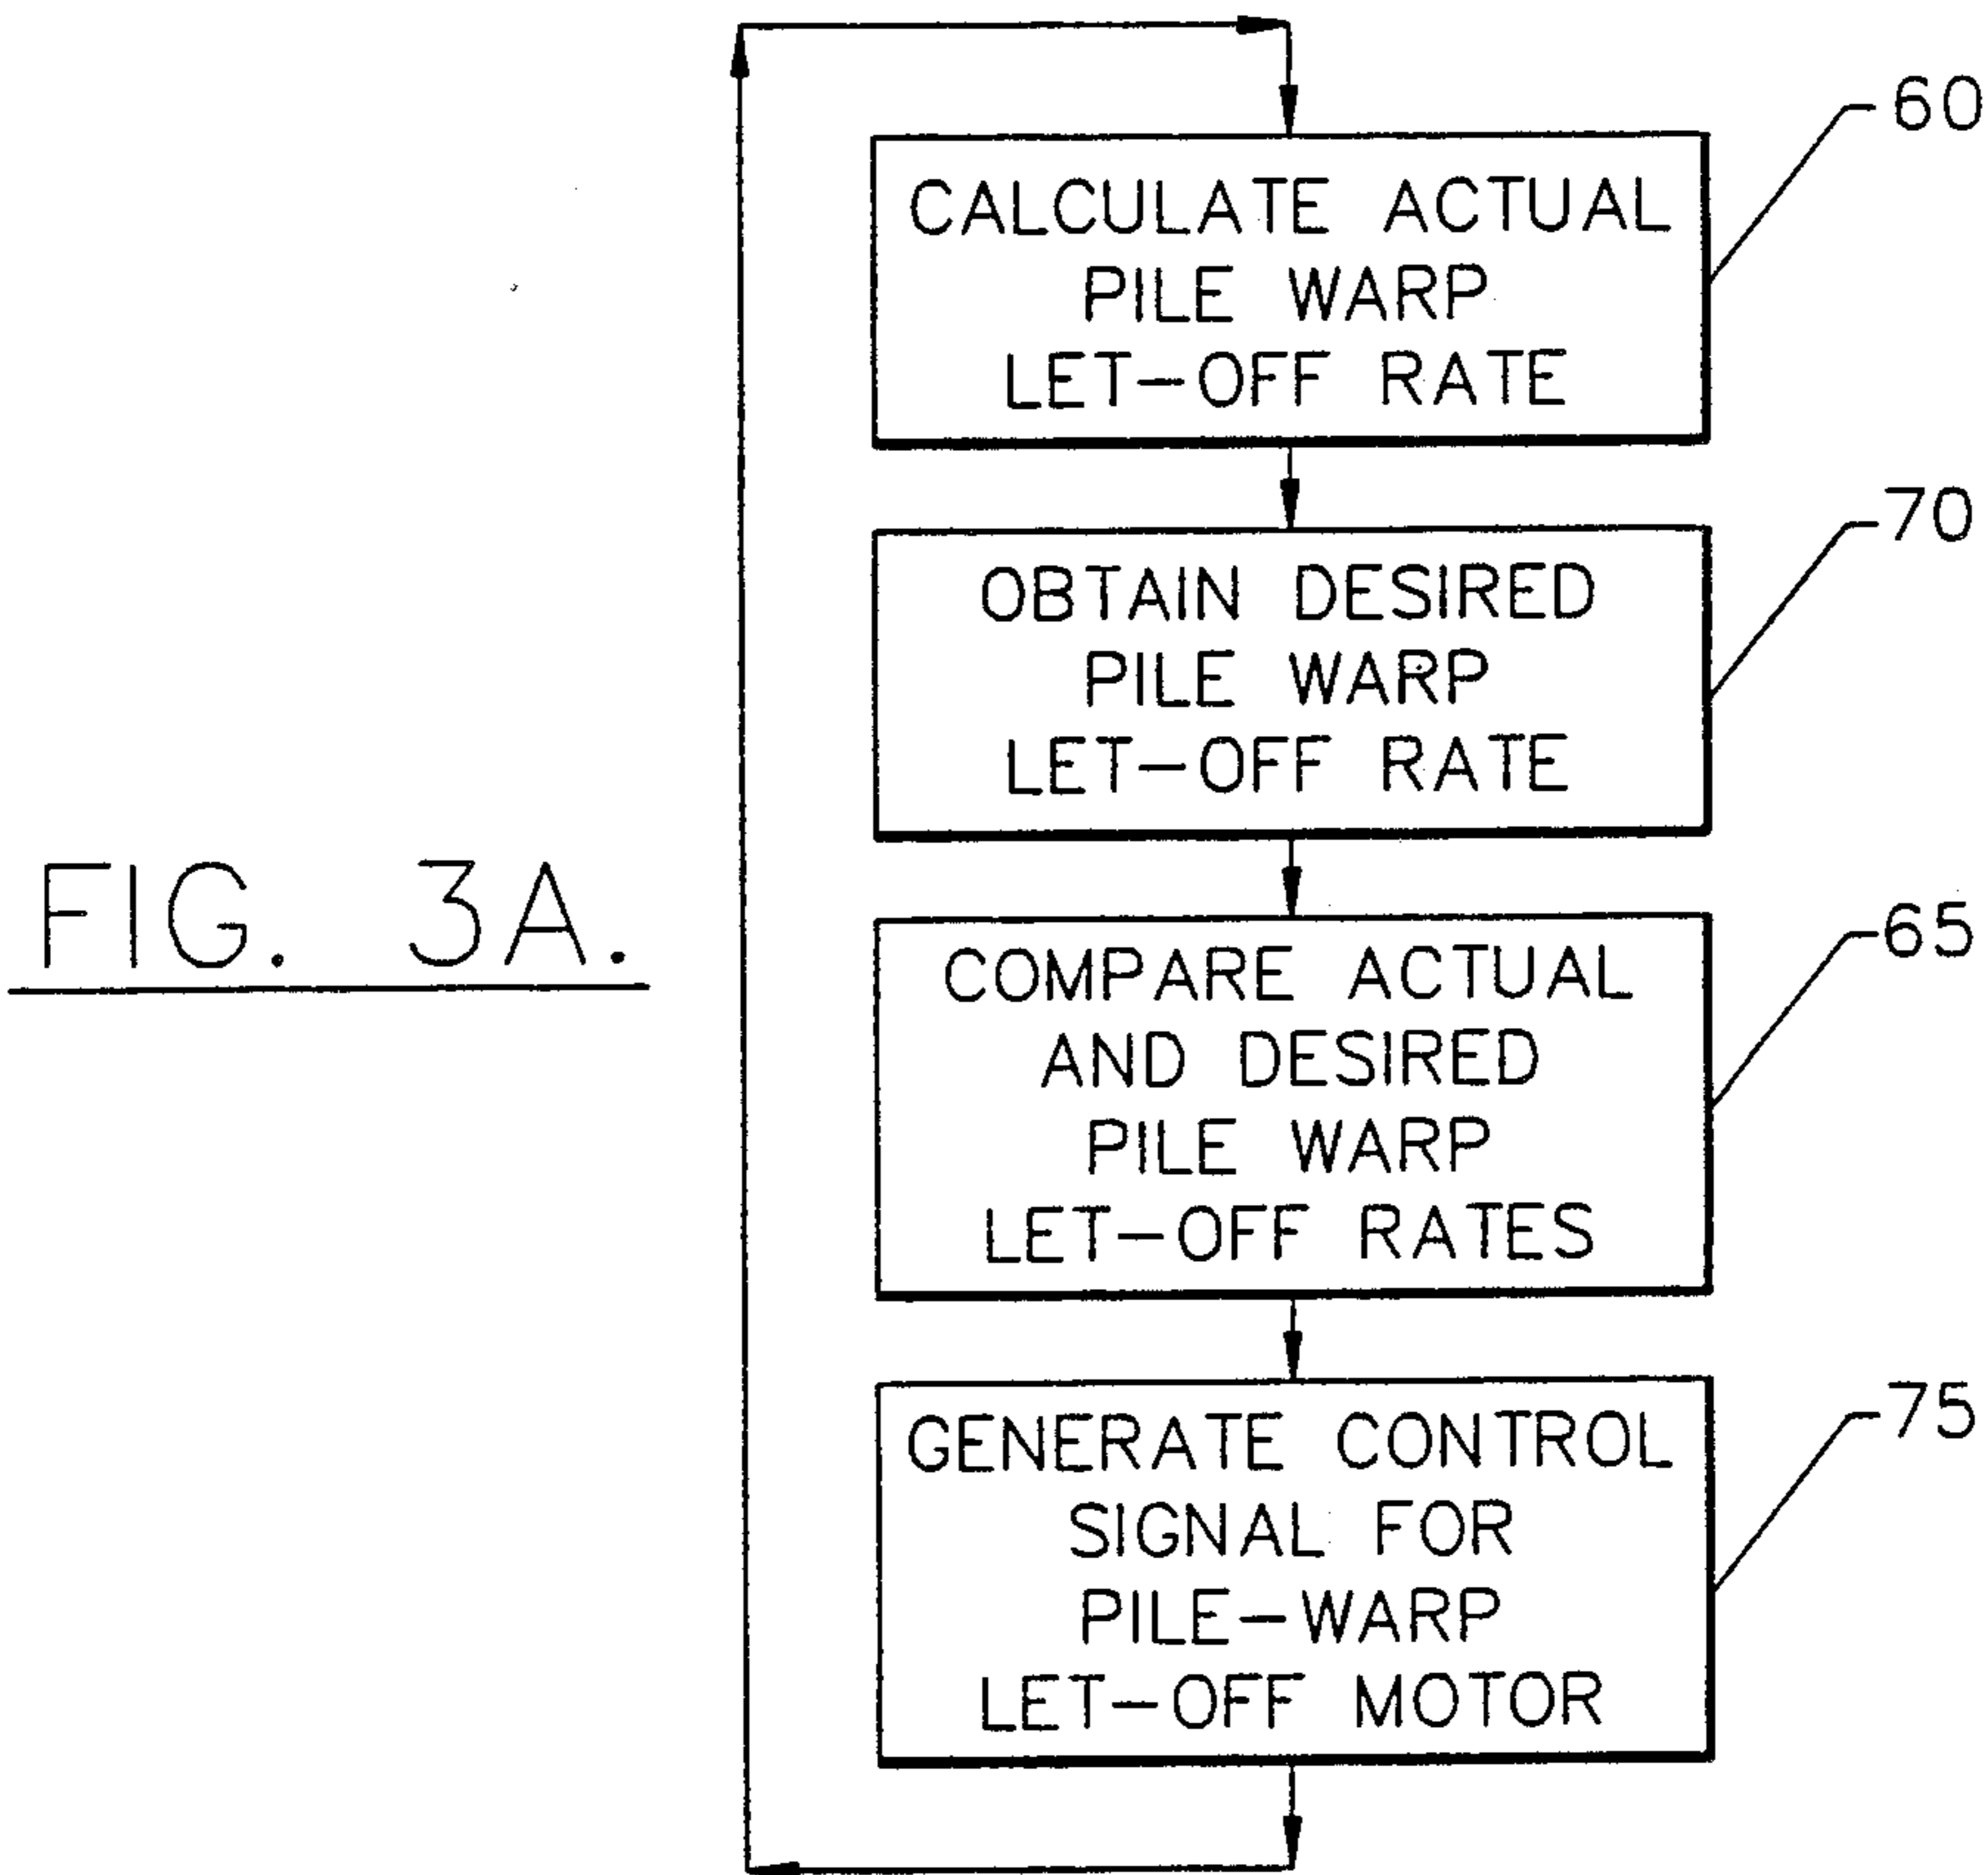 60
CALCULATE ACTUAL
PILE WARP
LET-OFF RATE
70
OBTAIN DESIRED
PILE WARP
LET-OFF RATE
FIG. 3A.
65
COMPARE ACTUAL
AND DESIRED
PILE WARP
LET-OFF RATES
75
GENERATE CONTROL
SIGNAL FOR
PILE-WARP
LET-OFF MOTOR